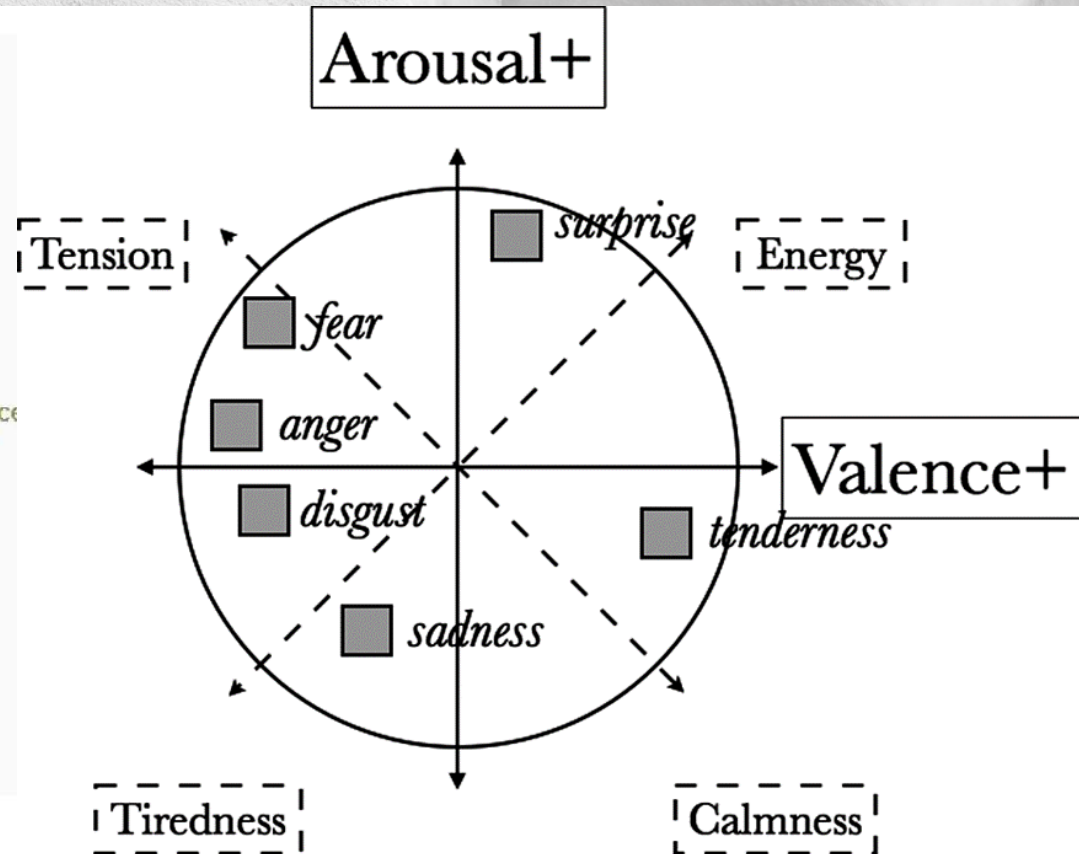 Arousal+
surprise
Tension
Energy
fear
anger
Valence+
disgust
tenderness
sadness
Tiredness
Calmness